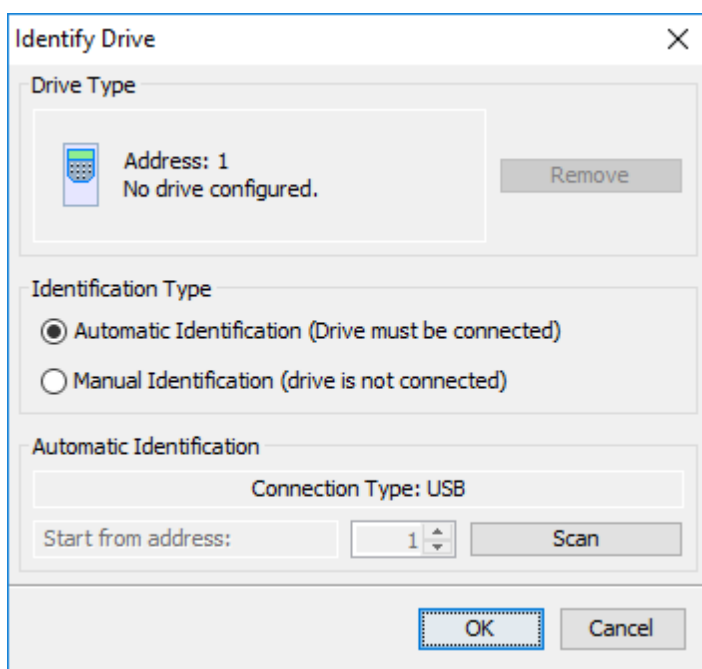 Identify Drive
Drive Type
Address: 1
No drive configured.
Remove
Identification Type
Automatic Identification (Drive must be connected)
Manual Identification (drive is not connected)
Automatic Identification
Connection Type: USB
Start from address:
1
Scan
OK
Cancel